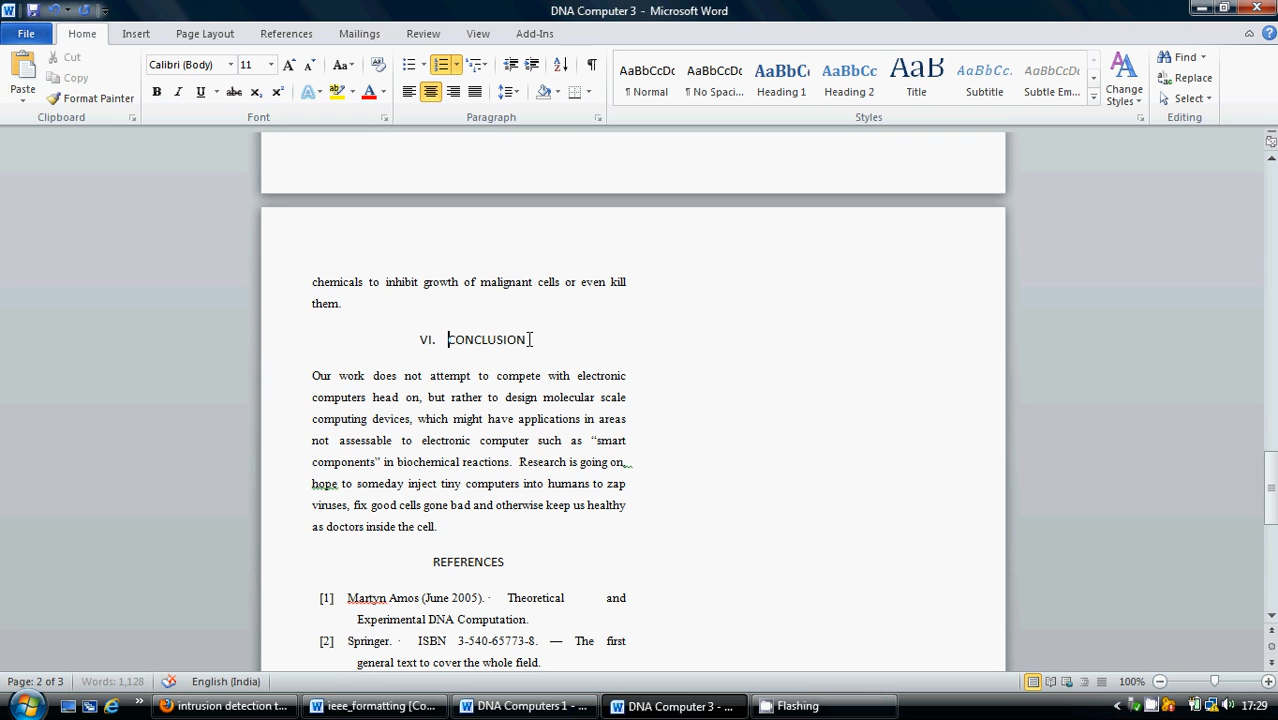 DNA Computer 3 - Microsoft Word
File Home Insert Page Layout References Mailings Review View Add-Ins
Paste
Cut
Copy
Format Painter
Clipboard
Calibri (Body) 11
Font
Paragraph
AaBbCcDc AaBbCcDc AaBbC AaBbCc AaB AaBbCc. AaBbCcDc
¶ Normal ¶ No Spaci... Heading 1 Heading 2 Title Subtitle Subtle Em...
Change
Styles
Styles
Find
Replace
Select
Editing
chemicals to inhibit growth of malignant cells or even kill
them.
VI. CONCLUSION
Our work does not attempt to compete with electronic
computers head on, but rather to design molecular scale
computing devices, which might have applications in areas
not assessable to electronic computer such as “smart
components” in biochemical reactions. Research is going on,
hope to someday inject tiny computers into humans to zap
viruses, fix good cells gone bad and otherwise keep us healthy
as doctors inside the cell.
REFERENCES
[1] Martyn Amos (June 2005). · Theoretical and
Experimental DNA Computation.
[2] Springer. · ISBN 3-540-65773-8. — The first
general text to cover the whole field.
Page: 2 of 3 Words: 1,128 English (India) 100%
intrusion detection t... ieee_formatting [Co... DNA Computers 1 - ... DNA Computer 3 - ... Flashing 17:29